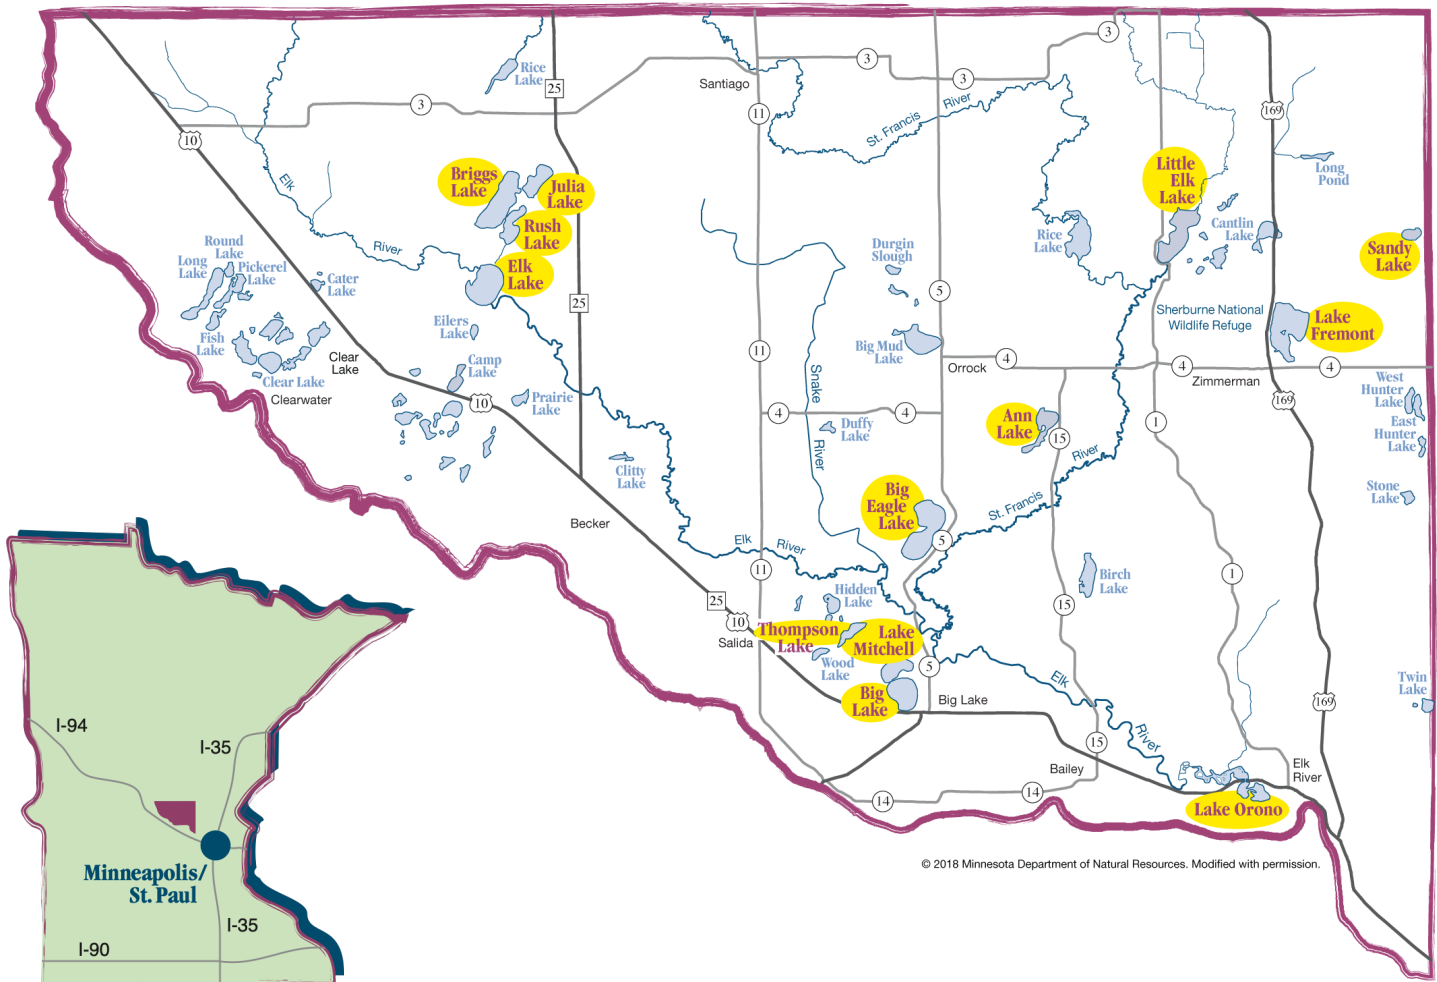 3
3
3
3
Rice
Lake
25
Santiago
11
10
St. Francis
River
169
Long
Pond
Elk
Briggs
Lake
Julia
Lake
Rush
Lake
Elk
Lake
River
Little
Elk
Lake
Cantlin
Lake
Rice
Lake
Sandy
Lake
Round
Lake
Long
Lake
Pickerel
Lake
Cater
Lake
Fish
Lake
Clear Lake
Clear
Lake
Clearwater
Eilers
Lake
Camp
Lake
Prairie
Lake
10
25
Durgin
Slough
5
Big Mud
Lake
11
Snake
River
Sherburne National
Wildlife Refuge
Lake
Fremont
Orrock
4
4
4
Zimmerman
169
West
Hunter
Lake
East
Hunter
Lake
Stone
Lake
4
4
Duffy
Lake
Ann
Lake
15
1
River
St. Francis
Clitty
Lake
Becker
Big
Eagle
Lake
5
Elk
River
11
Hidden
Lake
Birch
Lake
15
1
25
10
Salida
Thompson
Lake
Lake
Mitchell
Wood
Lake
5
Big
Lake
Big Lake
Elk
River
Twin
Lake
169
15
Bailey
Elk
River
14
14
Lake Orono
© 2018 Minnesota Department of Natural Resources. Modified with permission.
I-94
I-35
Minneapolis/
St. Paul
I-35
I-90